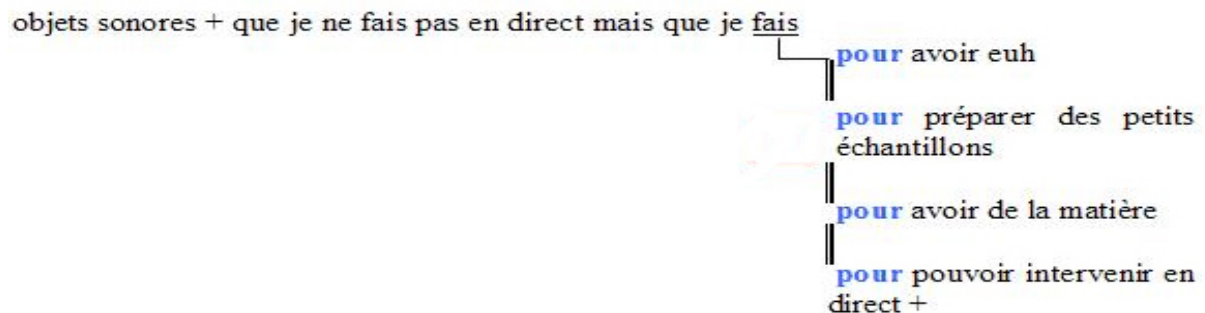 objets sonores + que je ne fais pas en direct mais que je fais
pour avoir euh
pour préparer des petits
échantillons
pour avoir de la matière
pour pouvoir intervenir en
direct +